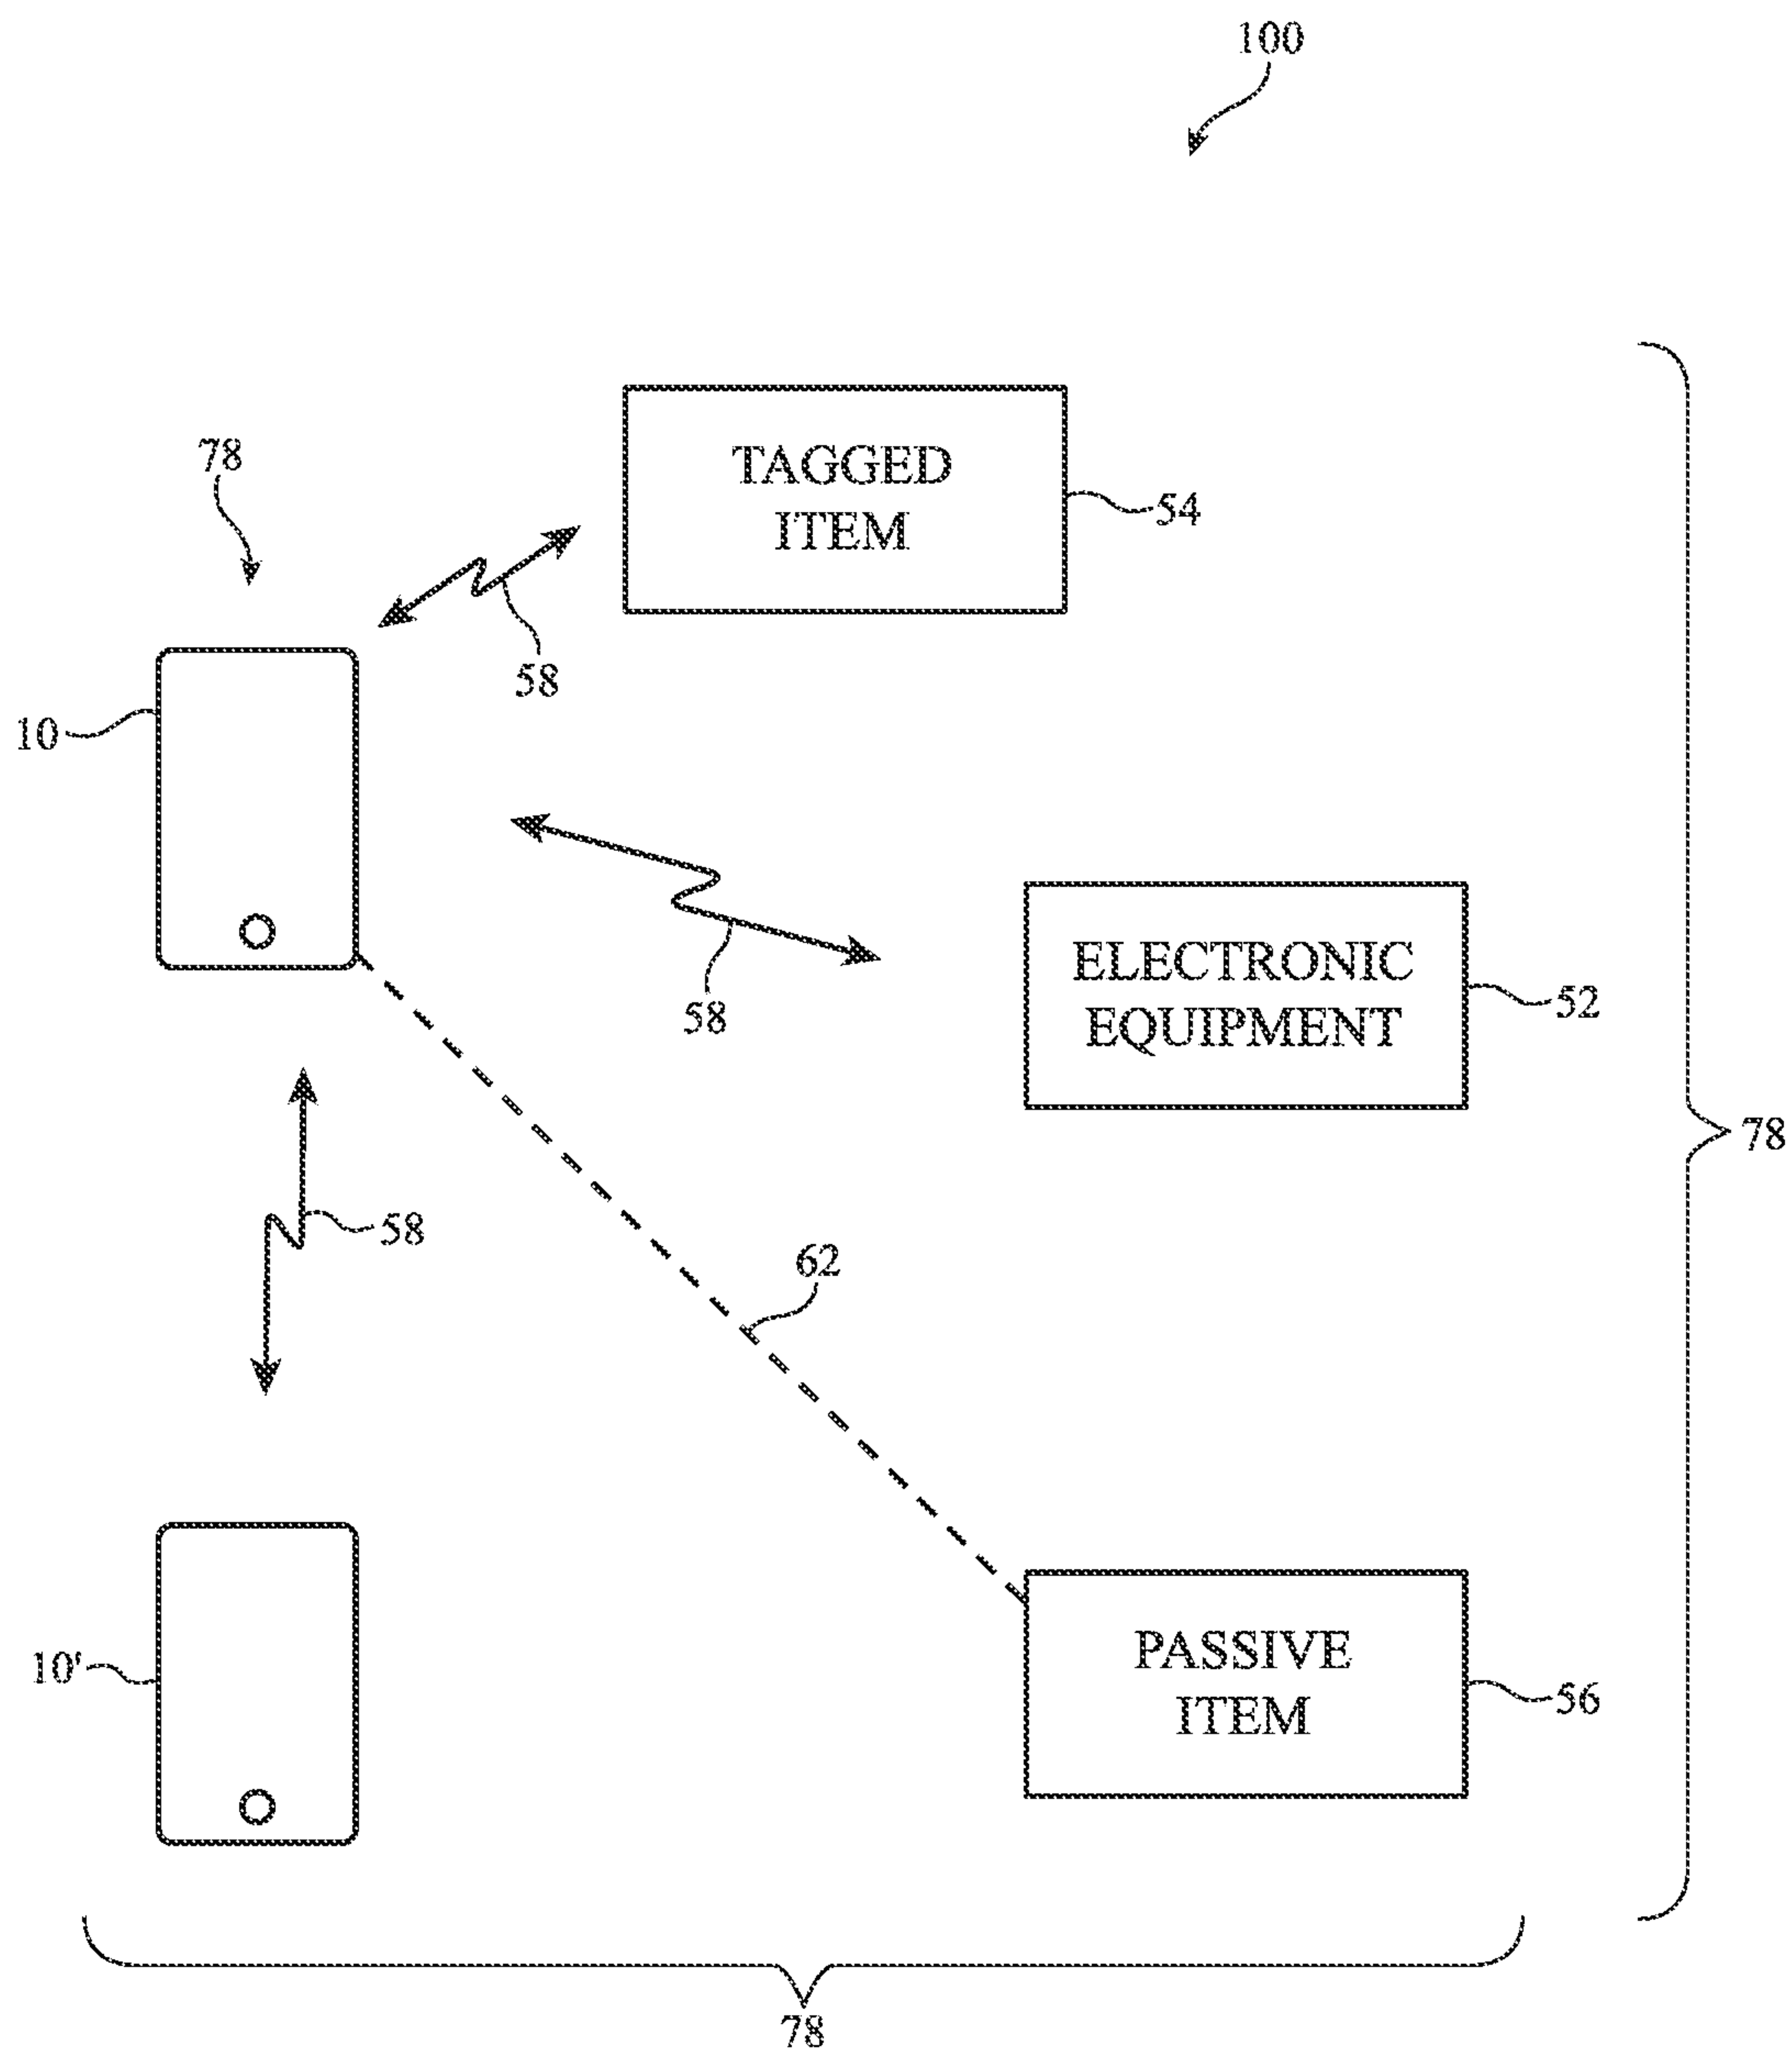 100
78
TAGGED
ITEM
54
58
10
ELECTRONIC
EQUIPMENT
52
58
78
58
62
10'
PASSIVE
ITEM
56
78